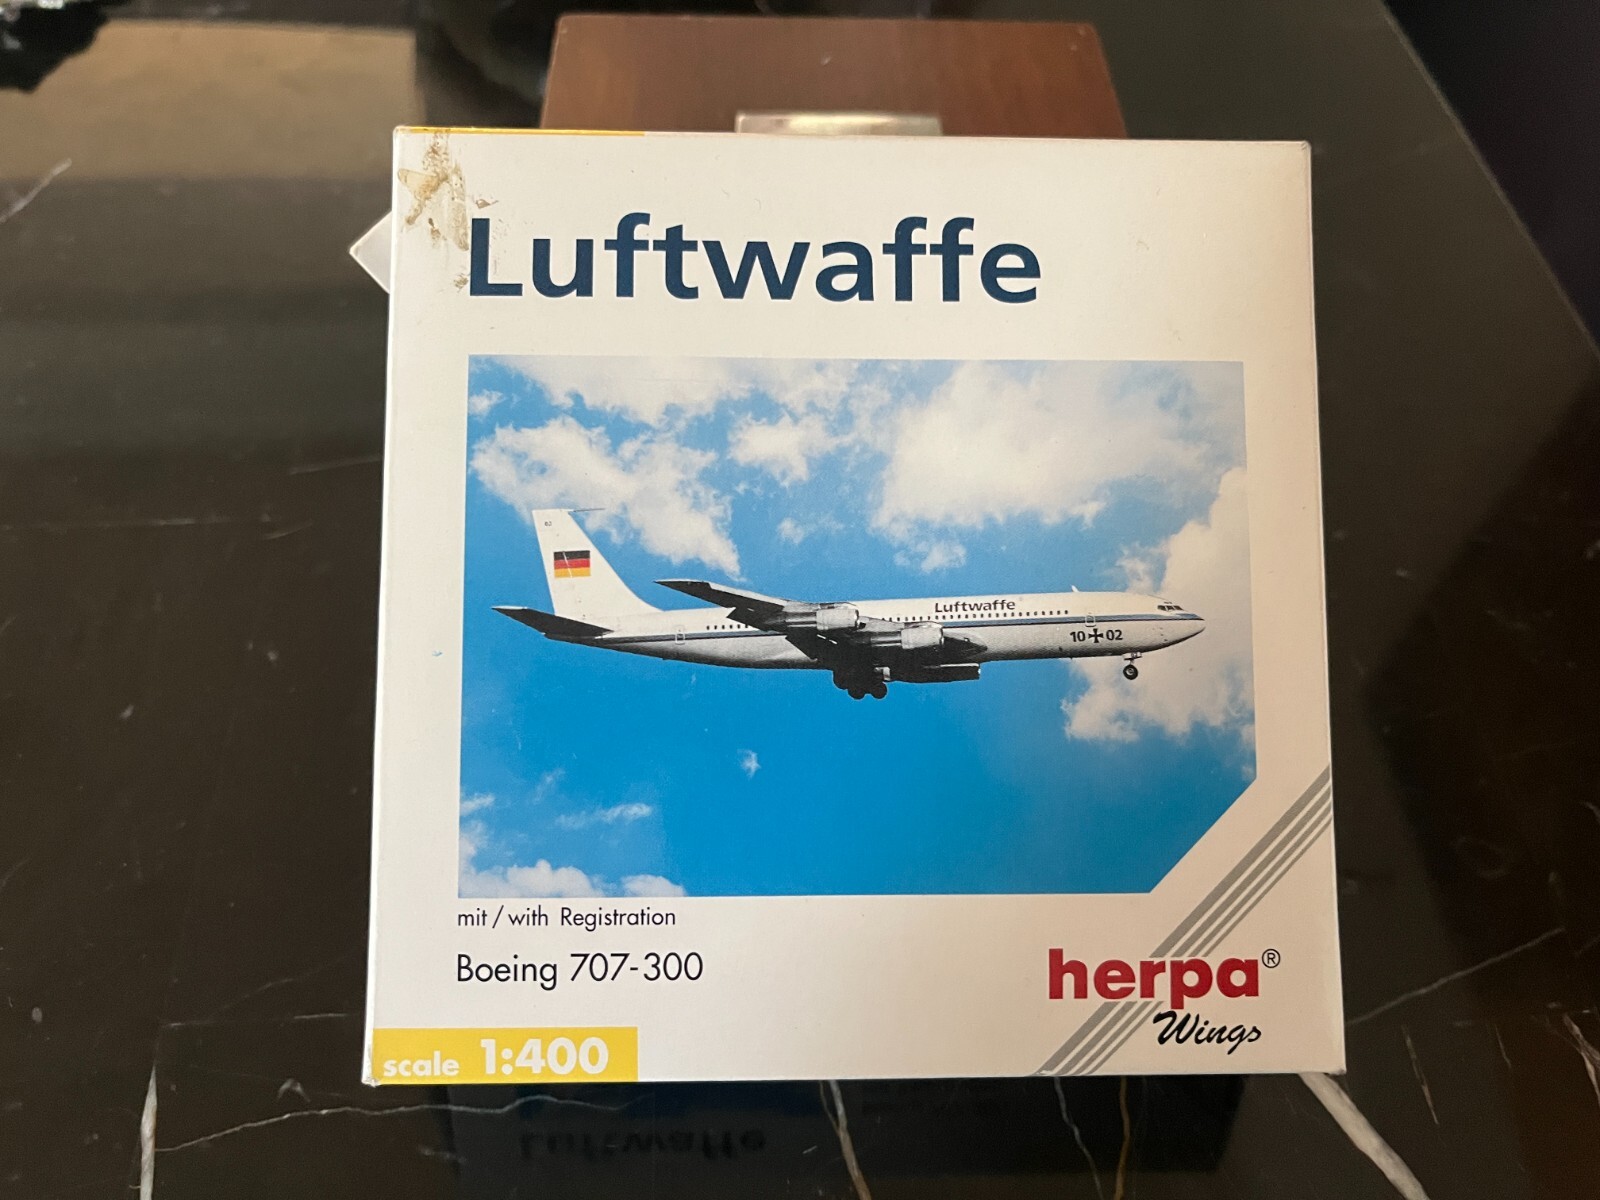 Luftwaffe
Luftwaffe
10 02
mit / with Registration
Boeing 707-300
herpa®
Wings
scale 1:400